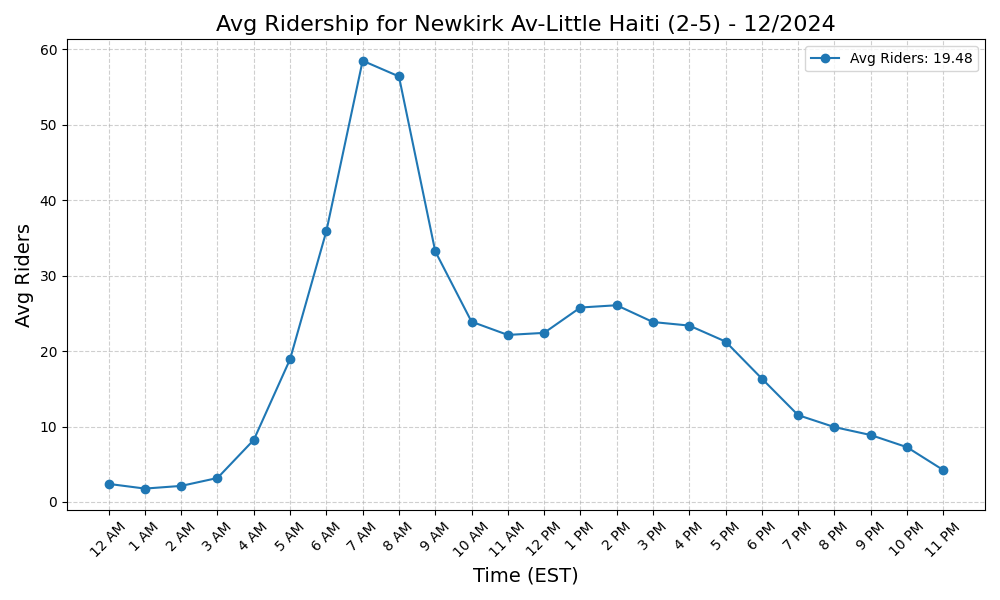 Avg Ridership for Newkirk Av-Little Haiti (2-5) - 12/2024
Avg Riders: 19.48
Avg Riders
60
50
40
30
20
10
0
12 AM
1 AM
2 AM
3 AM
4 AM
5 AM
6 AM
7 AM
8 AM
9 AM
10 AM
11 AM
12 PM
1 PM
2 PM
3 PM
4 PM
5 PM
6 PM
7 PM
8 PM
9 PM
10 PM
11 PM
Time (EST)